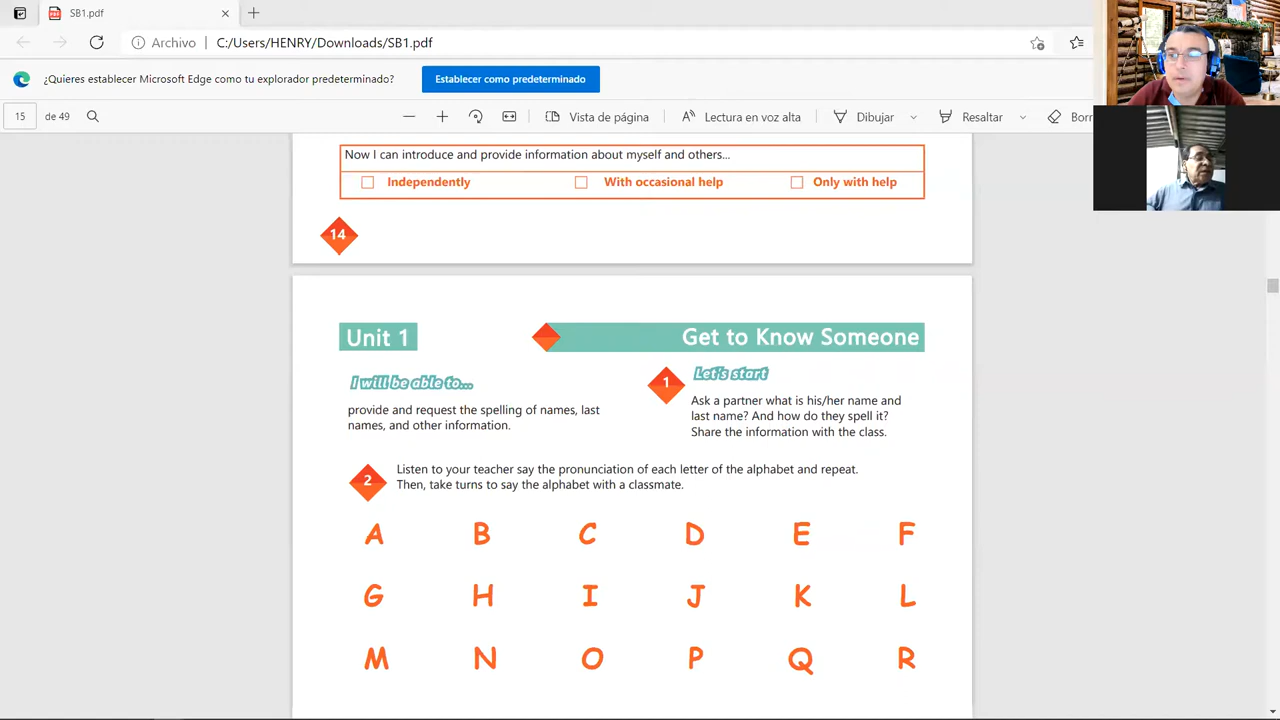 SB1.pdf
Archivo C:/Users/HENRY/Downloads/SB1.pdf
¿Quieres establecer Microsoft Edge como tu explorador predeterminado? Establecer como predeterminado
15 de 49 Vista de página Lectura en voz alta Dibujar Resaltar Borr
Now I can introduce and provide information about myself and others...
Independently With occasional help Only with help
14
Unit 1 Get to Know Someone
I will be able to...
provide and request the spelling of names, last
names, and other information.
1 Let's start
Ask a partner what is his/her name and
last name? And how do they spell it?
Share the information with the class.
2 Listen to your teacher say the pronunciation of each letter of the alphabet and repeat.
Then, take turns to say the alphabet with a classmate.
A B C D E F
G H I J K L
M N O P Q R